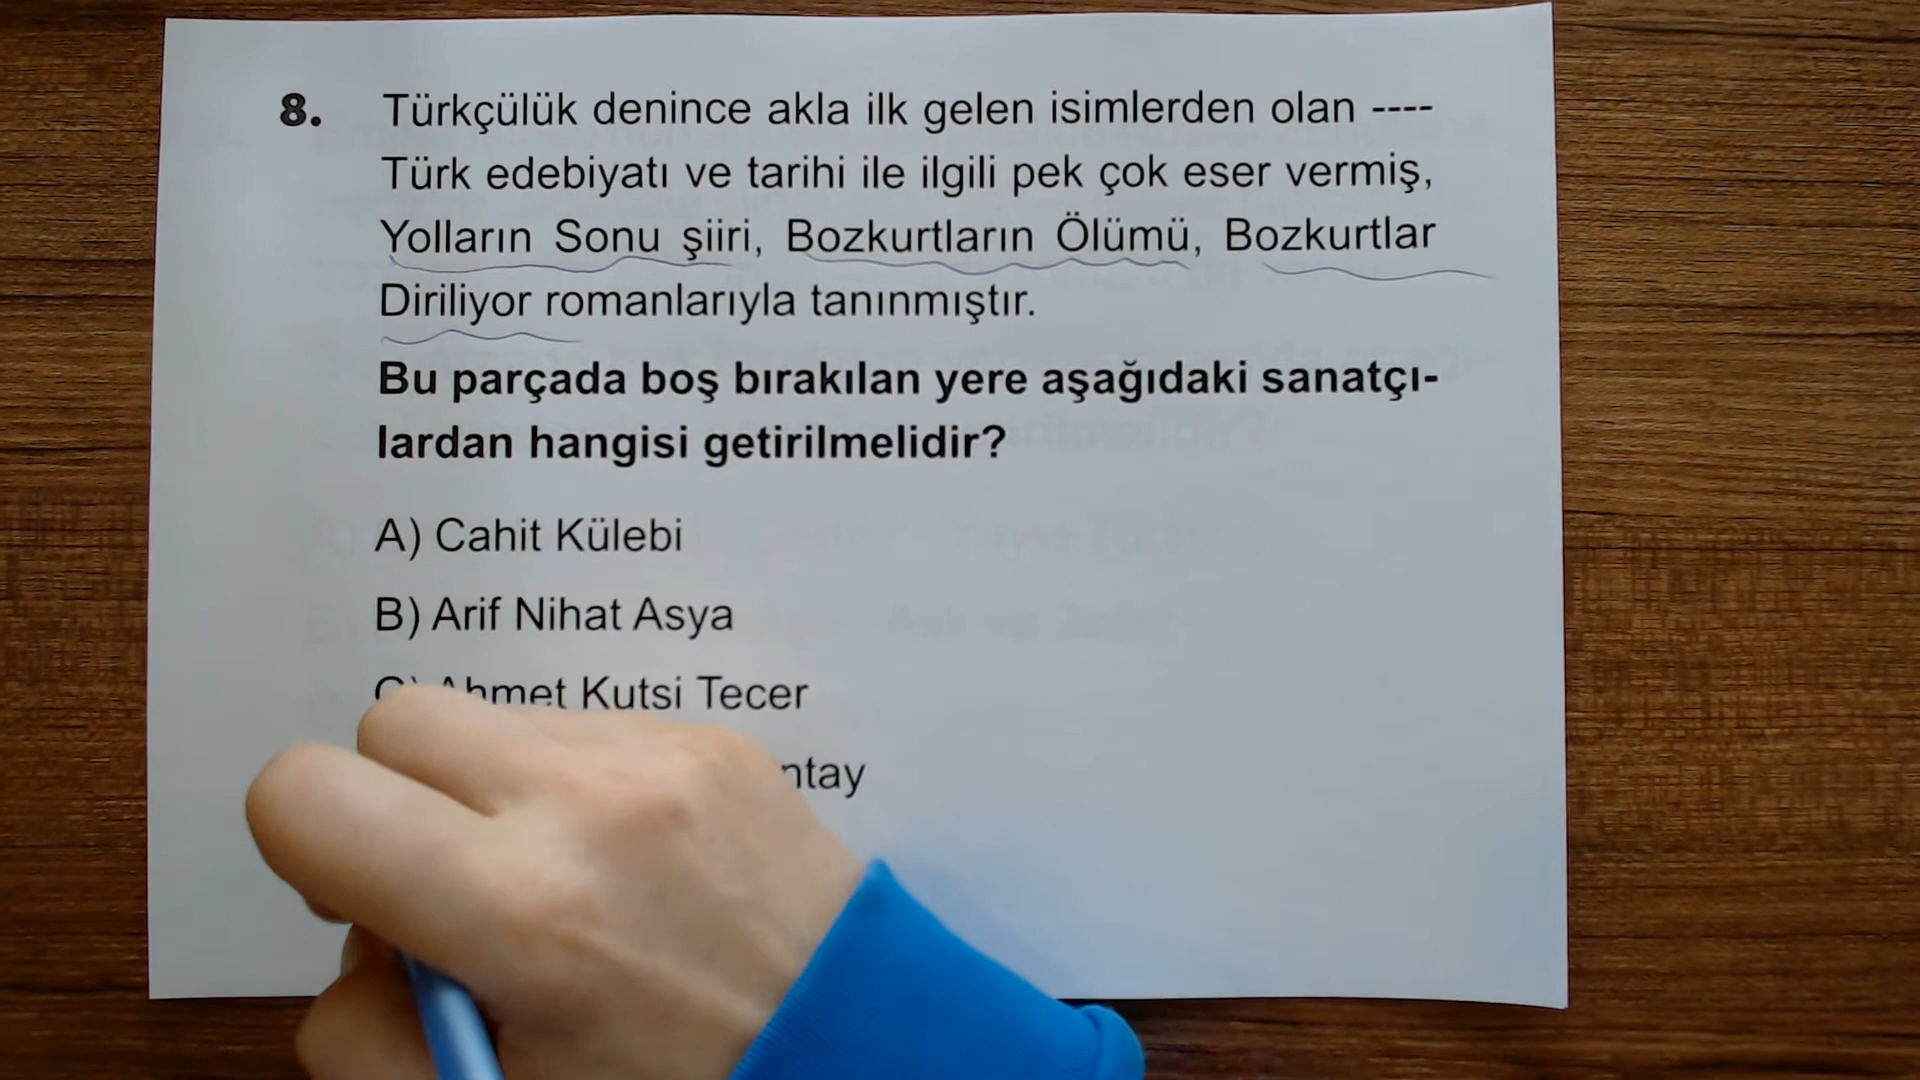 8. Türkçülük denince akla ilk gelen isimlerden olan ----
Türk edebiyatı ve tarihi ile ilgili pek çok eser vermiş,
Yolların Sonu şiiri, Bozkurtların Ölümü, Bozkurtlar
Diriliyor romanlarıyla tanınmıştır.
Bu parçada boş bırakılan yere aşağıdaki sanatçı-
lardan hangisi getirilmelidir?
A) Cahit Külebi
B) Arif Nihat Asya
C) Ahmet Kutsi Tecer